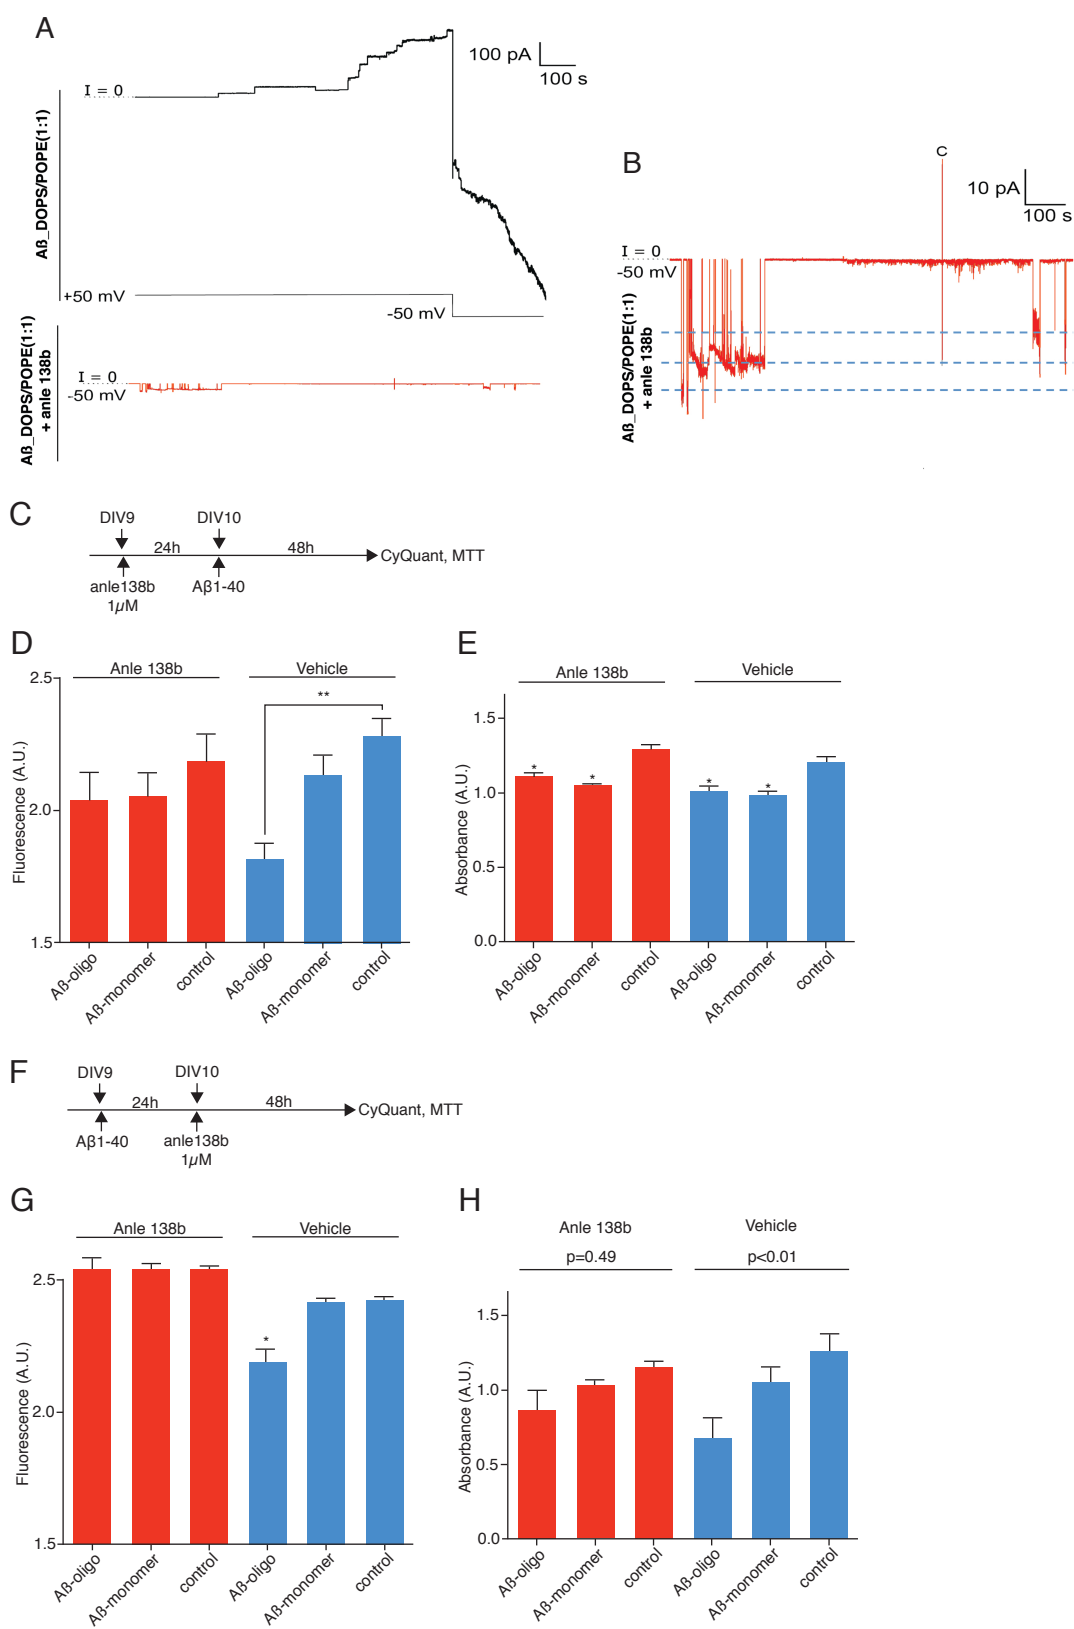 A
100 pA
100 s
I = 0
Aß_DOPS/POPE(1:1)
+50 mV
-50 mV
Aß_DOPS/POPE(1:1)
+ anle 138b
I = 0
-50 mV
B
C
10 pA
100 s
I = 0
-50 mV
Aß_DOPS/POPE(1:1)
+ anle 138b
C
DIV9
DIV10
24h
48h
CyQuant, MTT
anle138b
1µM
Aβ1-40
D
Anle 138b
Vehicle
**
2.5
2.0
1.5
Fluorescence (A.U.)
Aß-oligo
Aß-monomer
control
Aß-oligo
Aß-monomer
control
E
Anle 138b
Vehicle
1.5
1.0
0.5
0.0
Absorbance (A.U.)
*
*
*
*
Aß-oligo
Aß-monomer
control
Aß-oligo
Aß-monomer
control
F
DIV9
DIV10
24h
48h
CyQuant, MTT
Aβ1-40
anle138b
1µM
G
Anle 138b
Vehicle
2.5
2.0
1.5
Fluorescence (A.U.)
*
Aß-oligo
Aß-monomer
control
Aß-oligo
Aß-monomer
control
H
Anle 138b
Vehicle
p=0.49
p<0.01
1.5
1.0
0.5
0.0
Absorbance (A.U.)
Aß-oligo
Aß-monomer
control
Aß-oligo
Aß-monomer
control